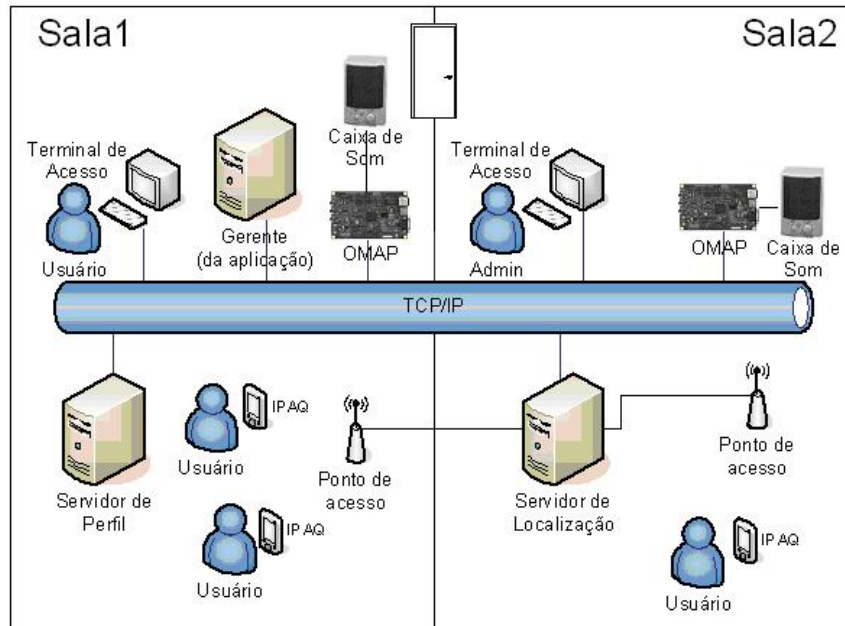 Sala1
Sala2
Caixa de
Som
Terminal de
Acesso
Usuário
Gerente
(da aplicação)
OMAP
Terminal de
Acesso
Admin
OMAP
Caixa de
Som
TCP/IP
Servidor de
Perfil
IPAQ
Usuário
IPAQ
Usuário
Ponto de
acesso
Servidor de
Localização
Ponto de
acesso
IPAQ
Usuário